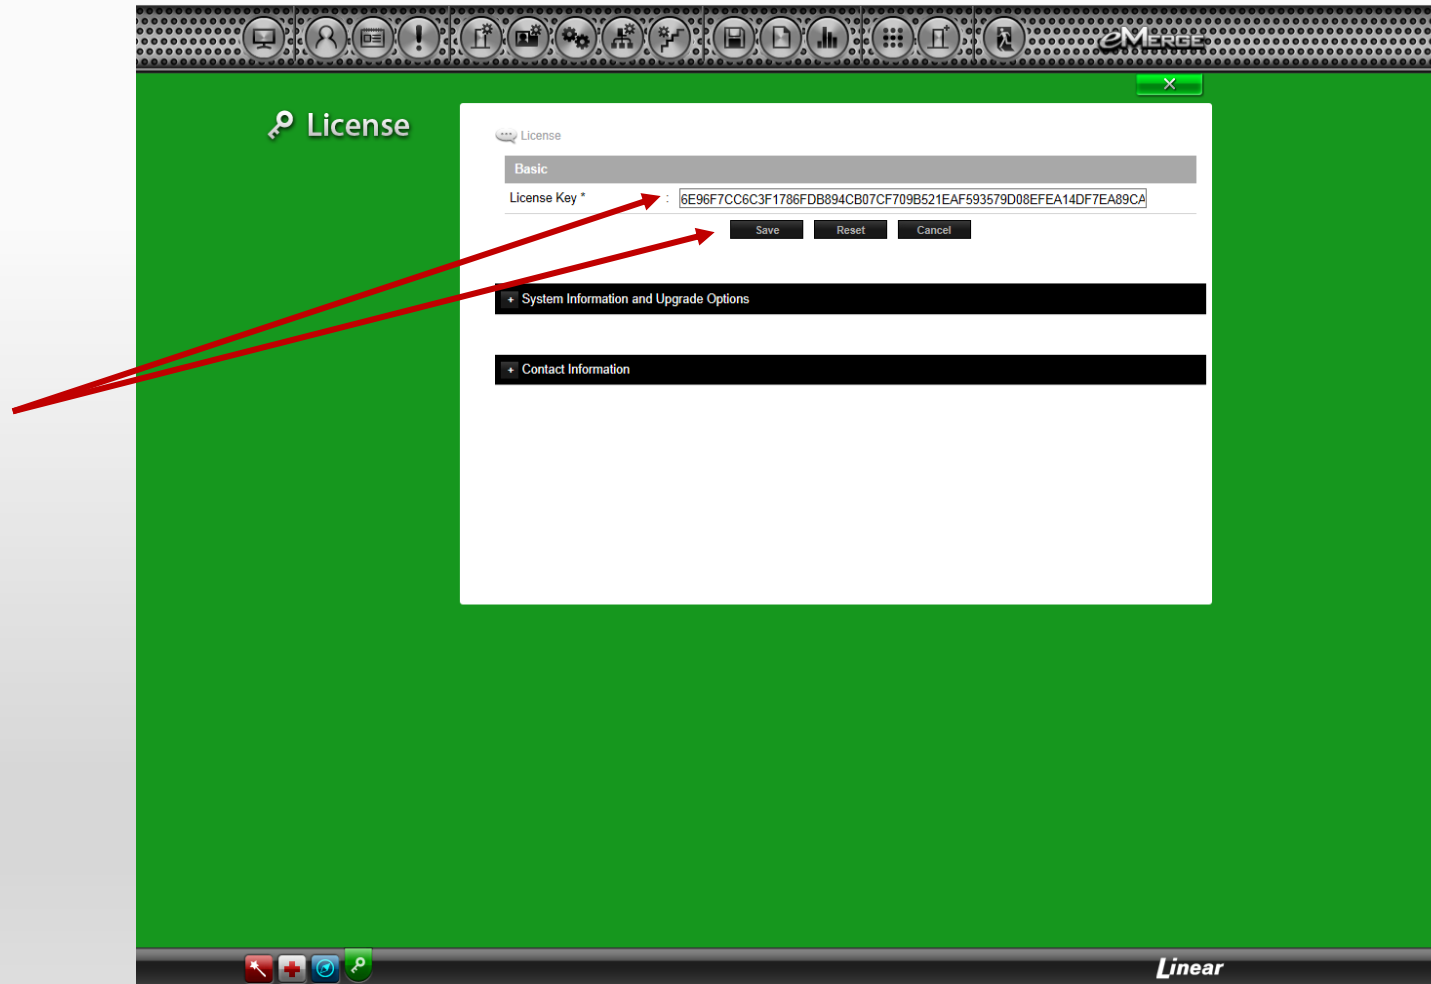 eMERGE
License
License
Basic
License Key * : 6E96F7CC6C3F1786FDB894CB07CF709B521EAF593579D08EFEA14DF7EA89CA
Save Reset Cancel
+ System Information and Upgrade Options
+ Contact Information
Linear